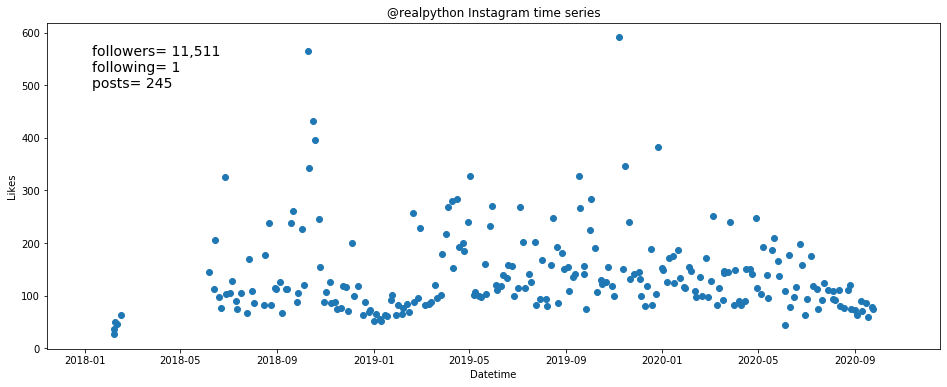 @realpython Instagram time series
followers= 11,511
following= 1
posts= 245
Likes
600
500
400
300
200
100
0
2018-01
2018-05
2018-09
2019-01
2019-05
2019-09
2020-01
2020-05
2020-09
Datetime